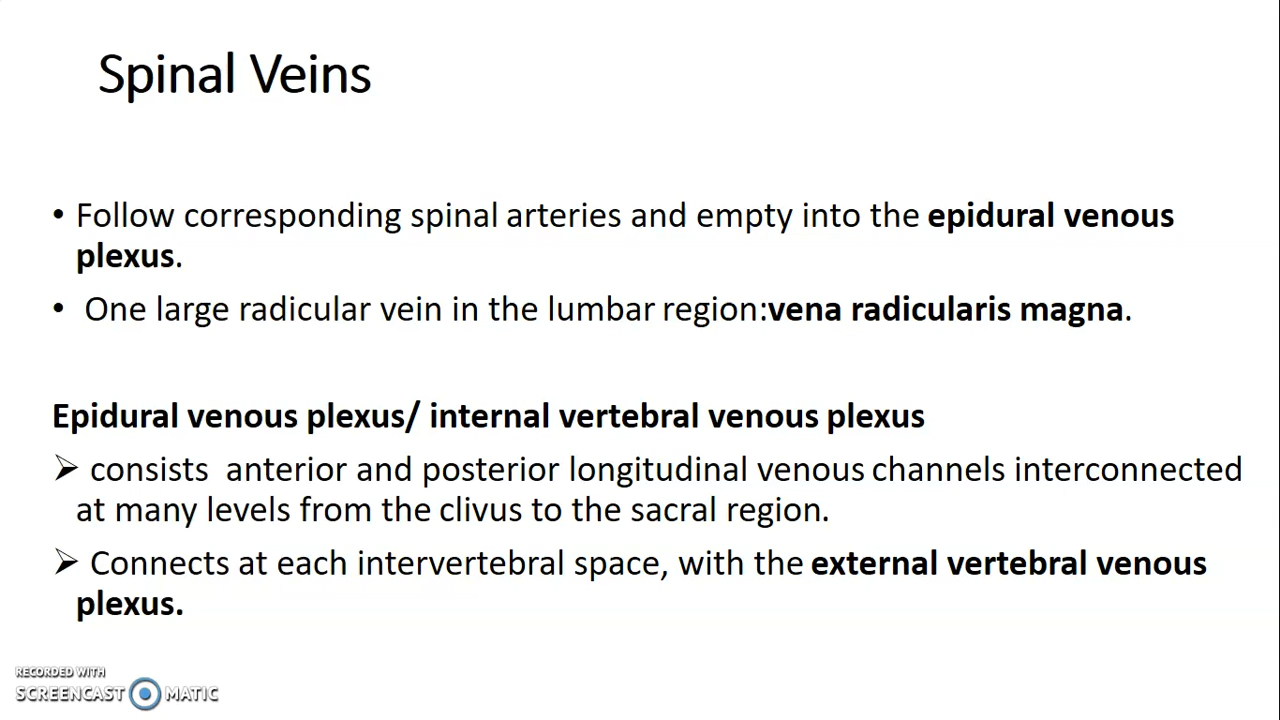 Spinal Veins
• Follow corresponding spinal arteries and empty into the epidural venous
plexus.
• One large radicular vein in the lumbar region:vena radicularis magna.
Epidural venous plexus/ internal vertebral venous plexus
➢ consists  anterior and posterior longitudinal venous channels interconnected
at many levels from the clivus to the sacral region.
➢ Connects at each intervertebral space, with the external vertebral venous
plexus.
RECORDED WITH
SCREENCAST MATIC